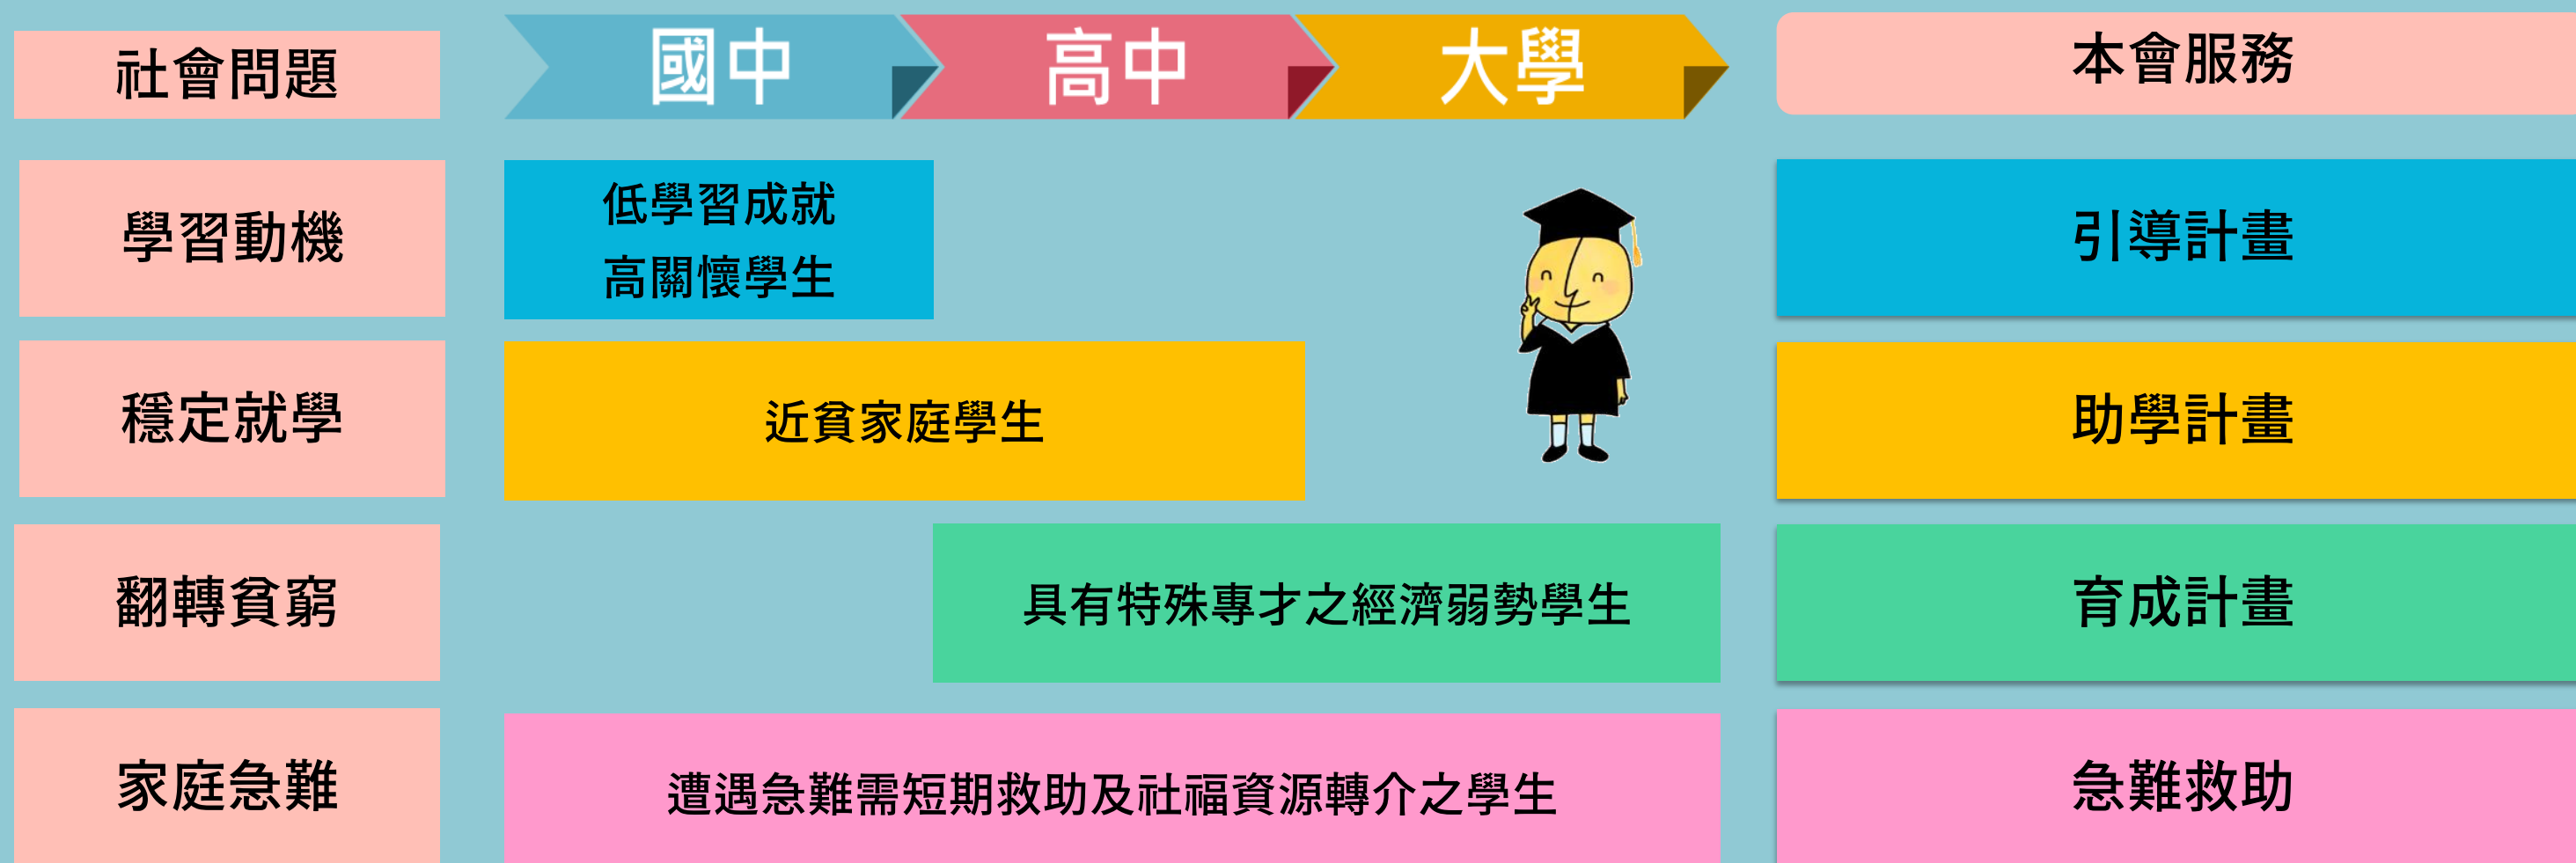 社會問題
國中
高中
大學
本會服務
學習動機
低學習成就
高關懷學生
引導計畫
穩定就學
近貧家庭學生
助學計畫
翻轉貧窮
具有特殊專才之經濟弱勢學生
育成計畫
家庭急難
遭遇急難需短期救助及社福資源轉介之學生
急難救助